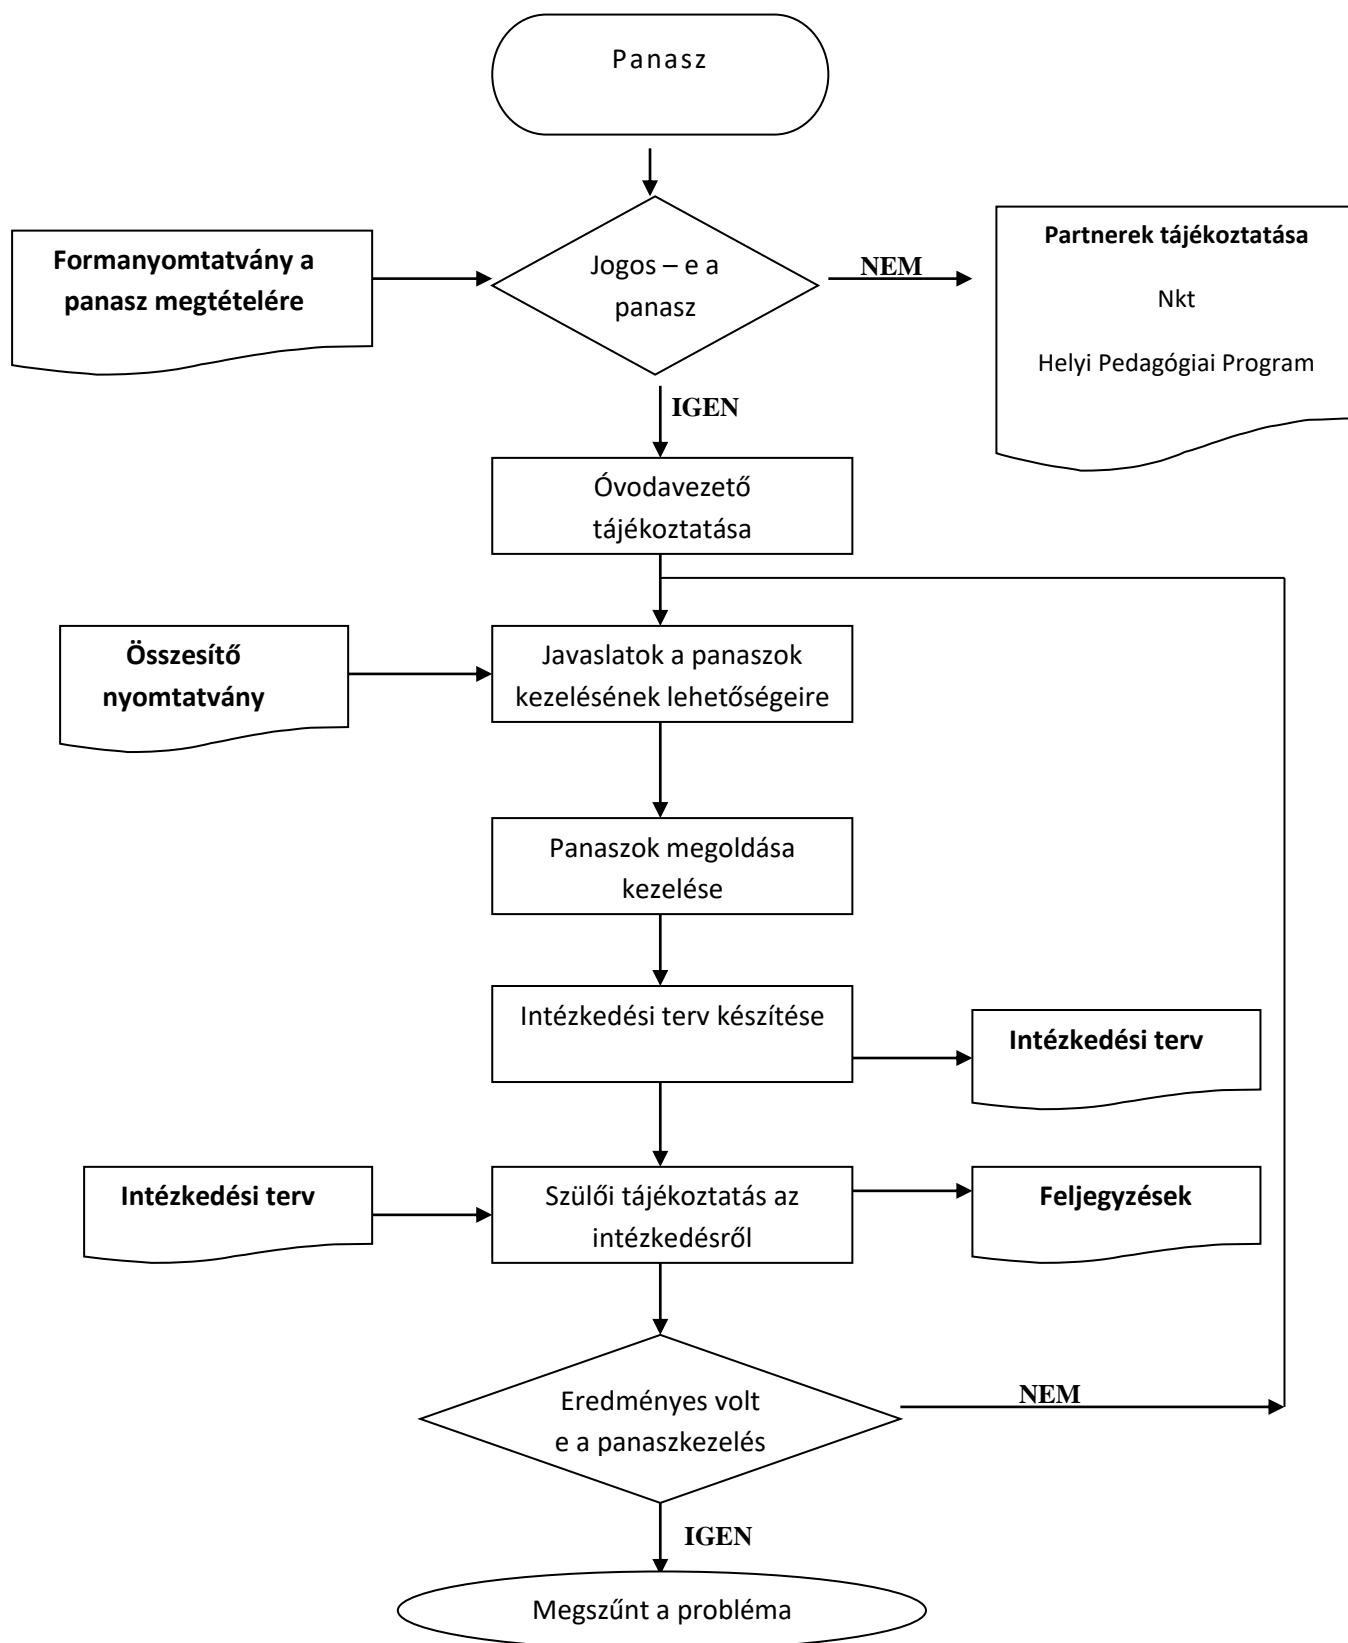 Panasz
Formanyomtatvány a
panasz megtételére
Jogos – e a
panasz
NEM
Partnerek tájékoztatása
Nkt
Helyi Pedagógiai Program
IGEN
Óvodavezető
tájékoztatása
Összesítő
nyomtatvány
Javaslatok a panaszok
kezelésének lehetőségeire
Panaszok megoldása
kezelése
Intézkedési terv készítése
Intézkedési terv
Intézkedési terv
Szülői tájékoztatás az
intézkedésről
Feljegyzések
Eredményes volt
e a panaszkezelés
NEM
IGEN
Megszűnt a probléma